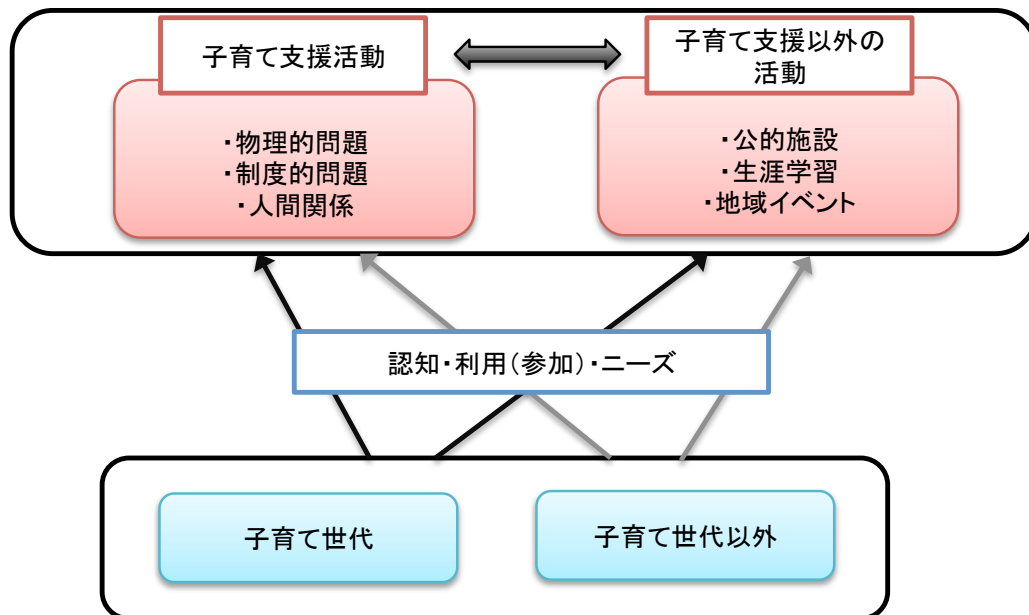 子育て支援活動
子育て支援以外の
活動
・物理的問題
・制度的問題
・人間関係
・公的施設
・生涯学習
・地域イベント
認知・利用(参加)・ニーズ
子育て世代
子育て世代以外